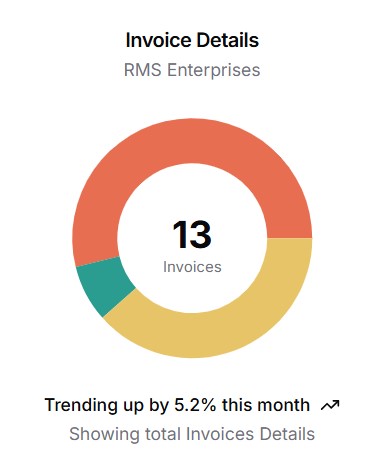 Invoice Details
RMS Enterprises
13
Invoices
Trending up by 5.2% this month
Showing total Invoices Details